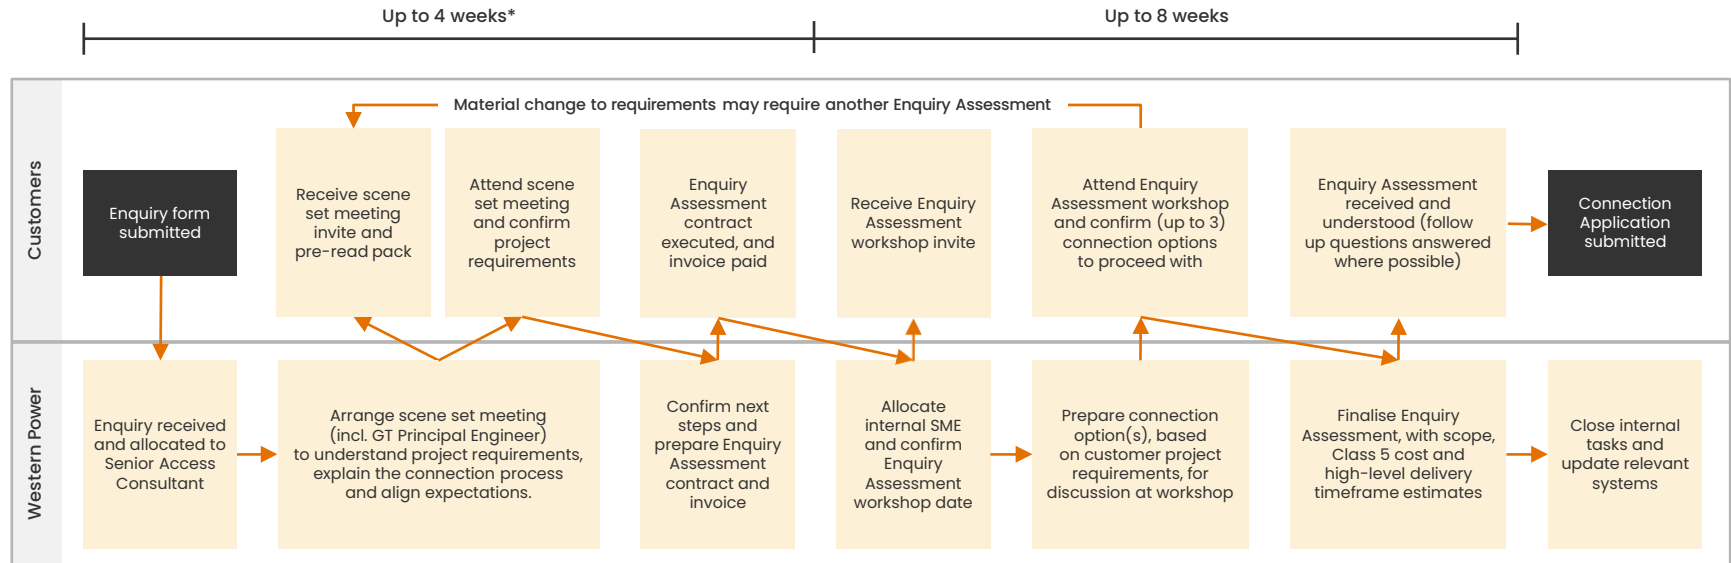 Up to 4 weeks*
Up to 8 weeks
Material change to requirements may require another Enquiry Assessment
Customers
Enquiry form
submitted
Receive scene
set meeting
invite and
pre-read pack
Attend scene
set meeting
and confirm
project
requirements
Enquiry
Assessment
contract
executed, and
invoice paid
Receive Enquiry
Assessment
workshop invite
Attend Enquiry
Assessment workshop
and confirm (up to 3)
connection options
to proceed with
Enquiry Assessment
received and
understood (follow
up questions answered
where possible)
Connection
Application
submitted
Western Power
Enquiry received
and allocated to
Senior Access
Consultant
Arrange scene set meeting
(incl. GT Principal Engineer)
to understand project requirements,
explain the connection process
and align expectations.
Confirm next
steps and
prepare Enquiry
Assessment
contract and
invoice
Allocate
internal SME
and confirm
Enquiry
Assessment
workshop date
Prepare connection
option(s), based
on customer project
requirements, for
discussion at workshop
Finalise Enquiry
Assessment, with scope,
Class 5 cost and
high-level delivery
timeframe estimates
Close internal
tasks and
update relevant
systems